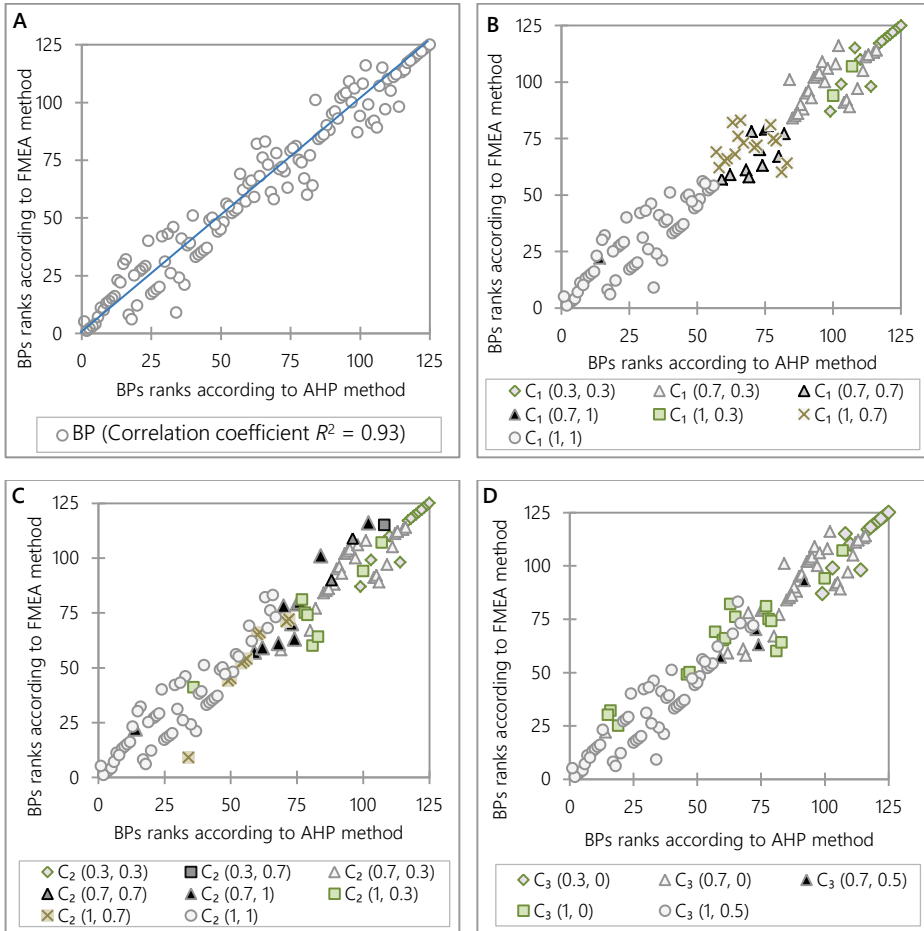 A
BPs ranks according to FMEA method
125
100
75
50
25
0
0 25 50 75 100 125
BPs ranks according to AHP method
BP (Correlation coefficient R² = 0.93)
B
BPs ranks according to FMEA method
125
100
75
50
25
0
0 25 50 75 100 125
BPs ranks according to AHP method
C₁ (0.3, 0.3) C₁ (0.7, 0.3) C₁ (0.7, 0.7)
C₁ (0.7, 1) C₁ (1, 0.3) C₁ (1, 0.7)
C₁ (1, 1)
C
BPs ranks according to FMEA method
125
100
75
50
25
0
0 25 50 75 100 125
BPs ranks according to AHP method
C₂ (0.3, 0.3) C₂ (0.3, 0.7) C₂ (0.7, 0.3)
C₂ (0.7, 0.7) C₂ (0.7, 1) C₂ (1, 0.3)
C₂ (1, 0.7) C₂ (1, 1)
D
BPs ranks according to FMEA method
125
100
75
50
25
0
0 25 50 75 100 125
BPs ranks according to AHP method
C₃ (0.3, 0) C₃ (0.7, 0) C₃ (0.7, 0.5)
C₃ (1, 0) C₃ (1, 0.5)